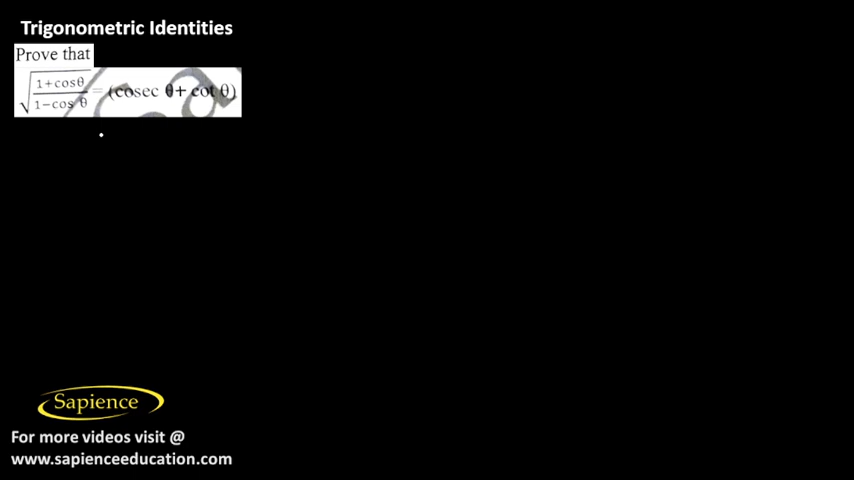 Trigonometric Identities
Prove that
√(1+cosθ / 1−cos θ) = (cosec θ+ cot θ)
Sapience
For more videos visit @
www.sapienceeducation.com